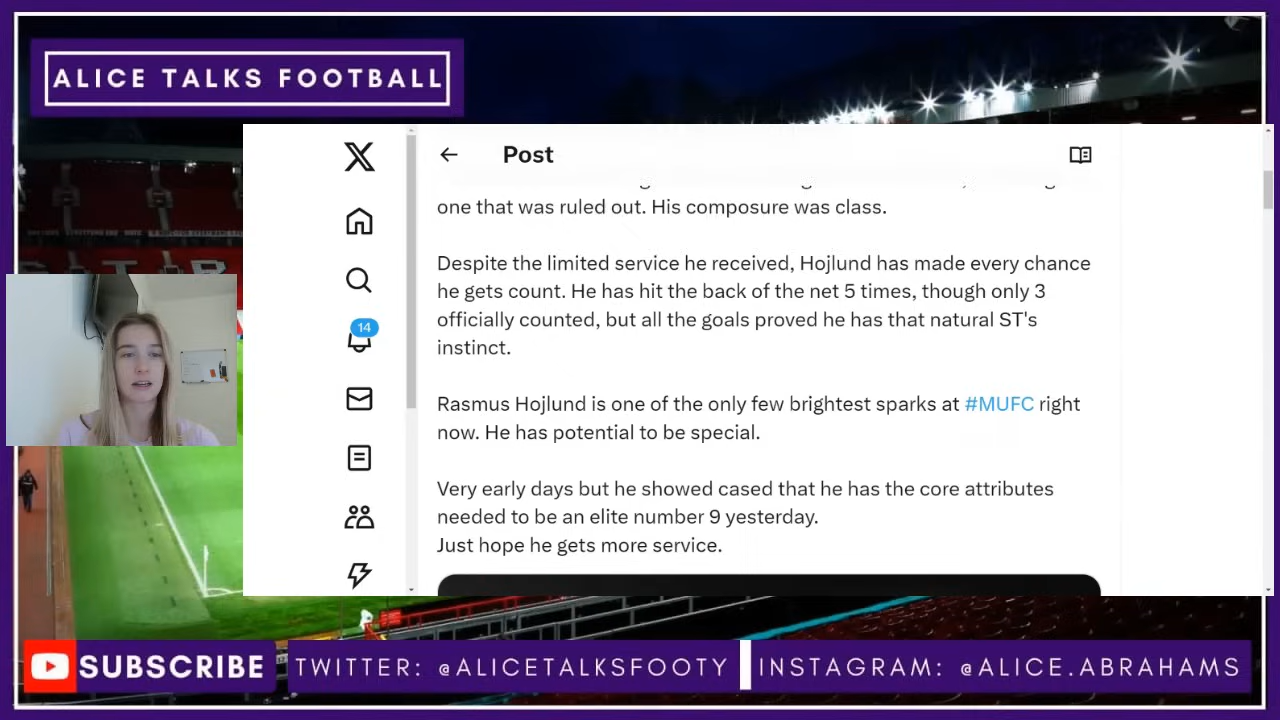 ALICE TALKS FOOTBALL
Post
one that was ruled out. His composure was class.
Despite the limited service he received, Hojlund has made every chance
he gets count. He has hit the back of the net 5 times, though only 3
officially counted, but all the goals proved he has that natural ST's
instinct.
14
Rasmus Hojlund is one of the only few brightest sparks at #MUFC right
now. He has potential to be special.
Very early days but he showed cased that he has the core attributes
needed to be an elite number 9 yesterday.
Just hope he gets more service.
SUBSCRIBE
TWITTER: @ALICETALKSFOOTY
INSTAGRAM: @ALICE.ABRAHAMS